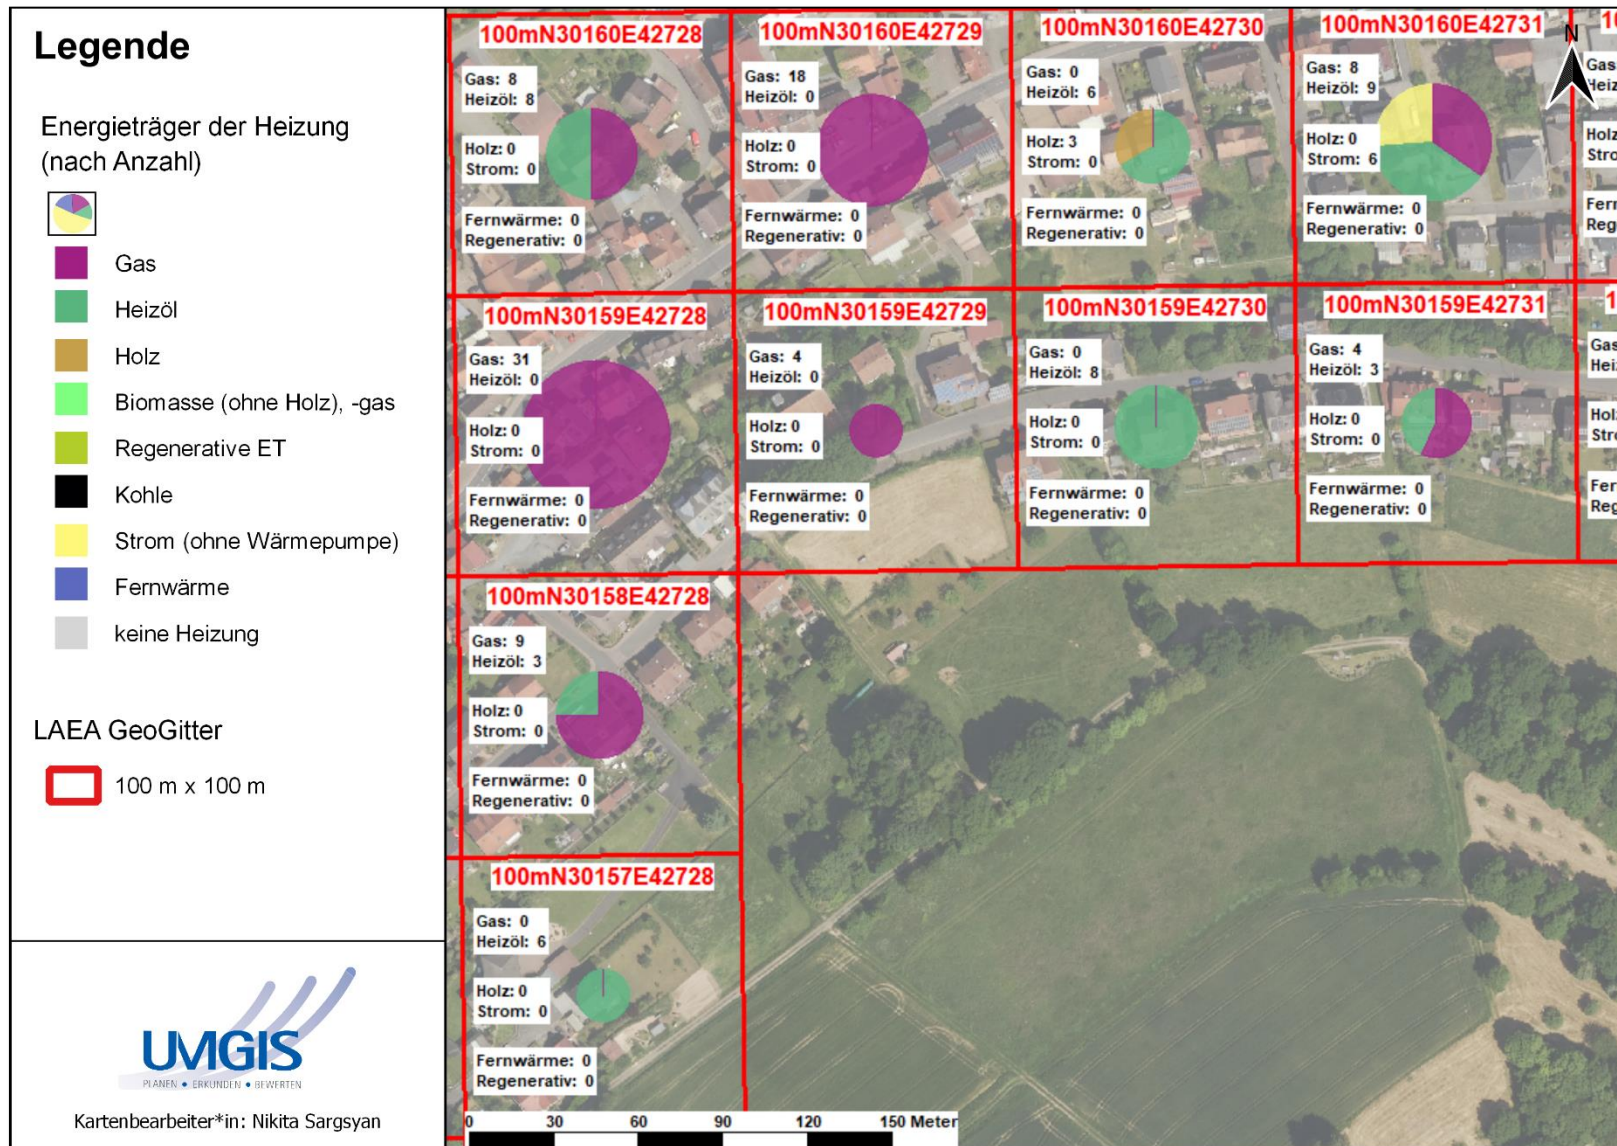 Legende
Energieträger der Heizung
(nach Anzahl)
Gas
Heizöl
Holz
Biomasse (ohne Holz), -gas
Regenerative ET
Kohle
Strom (ohne Wärmepumpe)
Fernwärme
keine Heizung
LAEA GeoGitter
100 m x 100 m
UMGIS
PLANEN • ERKUNDEN • BEWERTEN
Kartenbearbeiter*in: Nikita Sargsyan
N
100mN30160E42728
Gas: 8
Heizöl: 8
Holz: 0
Strom: 0
Fernwärme: 0
Regenerativ: 0
100mN30160E42729
Gas: 18
Heizöl: 0
Holz: 0
Strom: 0
Fernwärme: 0
Regenerativ: 0
100mN30160E42730
Gas: 0
Heizöl: 6
Holz: 3
Strom: 0
Fernwärme: 0
Regenerativ: 0
100mN30160E42731
Gas: 8
Heizöl: 9
Holz: 0
Strom: 6
Fernwärme: 0
Regenerativ: 0
100mN30159E42728
Gas: 31
Heizöl: 0
Holz: 0
Strom: 0
Fernwärme: 0
Regenerativ: 0
100mN30159E42729
Gas: 4
Heizöl: 0
Holz: 0
Strom: 0
Fernwärme: 0
Regenerativ: 0
100mN30159E42730
Gas: 0
Heizöl: 8
Holz: 0
Strom: 0
Fernwärme: 0
Regenerativ: 0
100mN30159E42731
Gas: 4
Heizöl: 3
Holz: 0
Strom: 0
Fernwärme: 0
Regenerativ: 0
100mN30158E42728
Gas: 9
Heizöl: 3
Holz: 0
Strom: 0
Fernwärme: 0
Regenerativ: 0
100mN30157E42728
Gas: 0
Heizöl: 6
Holz: 0
Strom: 0
Fernwärme: 0
Regenerativ: 0
0 30 60 90 120 150 Meter